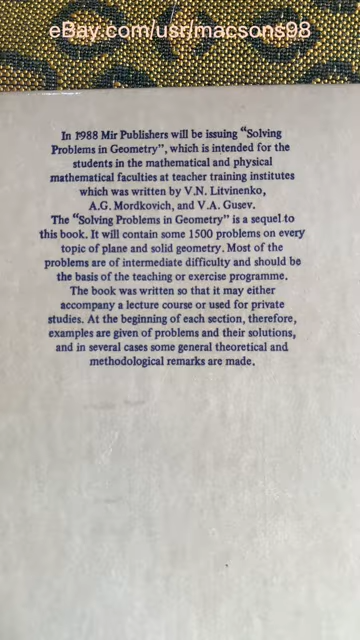 eBay.com/usr/macsons98
In 1988 Mir Publishers will be issuing “Solving
Problems in Geometry”, which is intended for the
students in the mathematical and physical
mathematical faculties at teacher training institutes
which was written by V.N. Litvinenko,
A.G. Mordkovich, and V.A. Gusev.
The “Solving Problems in Geometry” is a sequel to
this book. It will contain some 1500 problems on every
topic of plane and solid geometry. Most of the
problems are of intermediate difficulty and should be
the basis of the teaching or exercise programme.
The book was written so that it may either
accompany a lecture course or used for private
studies. At the beginning of each section, therefore,
examples are given of problems and their solutions,
and in several cases some general theoretical and
methodological remarks are made.